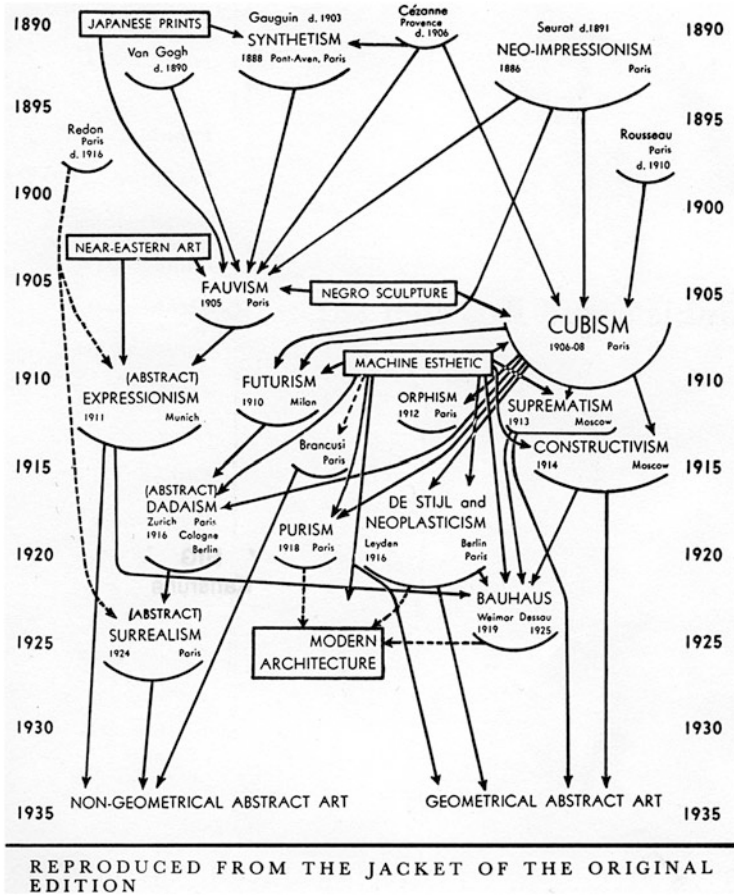 1890
JAPANESE PRINTS
Van Gogh
d. 1890
Gauguin d. 1903
SYNTHETISM
1888 Pont-Aven, Paris
Cézanne
Provence
d. 1906
Seurat d.1891
NEO-IMPRESSIONISM
1886 Paris
1890
1895
1895
Redon
Paris
d. 1916
Rousseau
Paris
d. 1910
1900
1900
NEAR-EASTERN ART
1905
FAUVISM
1905 Paris
NEGRO SCULPTURE
1905
CUBISM
1906-08 Paris
1910
(ABSTRACT)
EXPRESSIONISM
1911 Munich
FUTURISM
1910 Milan
MACHINE ESTHETIC
ORPHISM
1912 Paris
SUPREMATISM
1913 Moscow
1910
Brancusi
Paris
CONSTRUCTIVISM
1914 Moscow
1915
1915
(ABSTRACT)
DADAISM
Zurich Paris
1916 Cologne
Berlin
PURISM
1918 Paris
DE STIJL and
NEOPLASTICISM
Leyden Berlin
1916 Paris
1920
1920
BAUHAUS
Weimar Dessau
1919 1925
(ABSTRACT)
SURREALISM
1924 Paris
1925
MODERN
ARCHITECTURE
1925
1930
1930
NON-GEOMETRICAL ABSTRACT ART
GEOMETRICAL ABSTRACT ART
1935
1935
REPRODUCED FROM THE JACKET OF THE ORIGINAL
EDITION